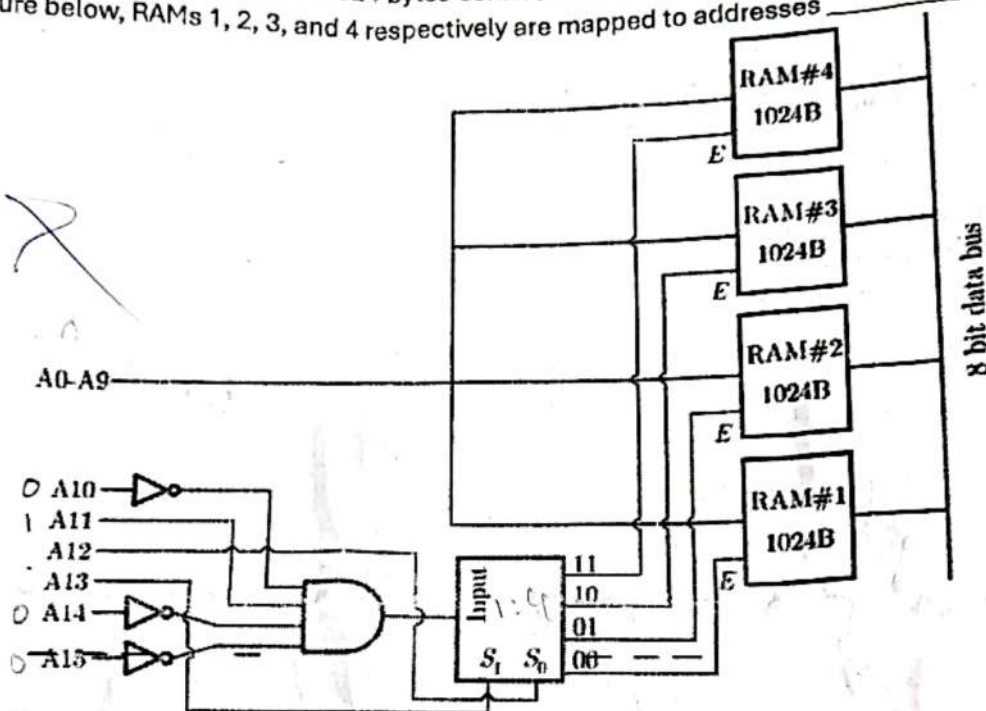 bytes
ure below, RAMs 1, 2, 3, and 4 respectively are mapped to addresses
RAM#4
1024B
E
RAM#3
1024B
E
8 bit data bus
RAM#2
1024B
E
A0-A9
RAM#1
1024B
E
0 A10
1 A11
A12
A13
0 A14
0 A15
Input
11
10
01
00
S1 S0